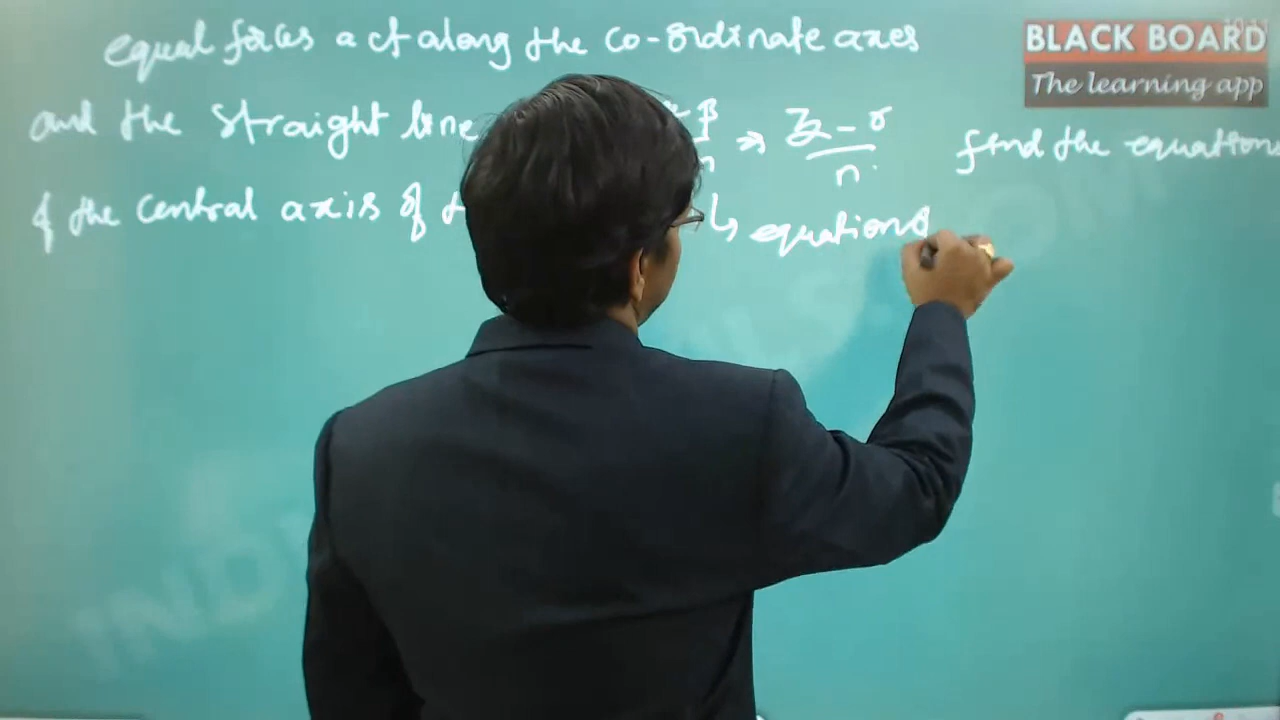 equal forces act along the co-ordinate axes
and the straight line β/n ⇒ z-γ/n. find the equations
of the central axis of ↳ equations
BLACK BOARD
The learning app